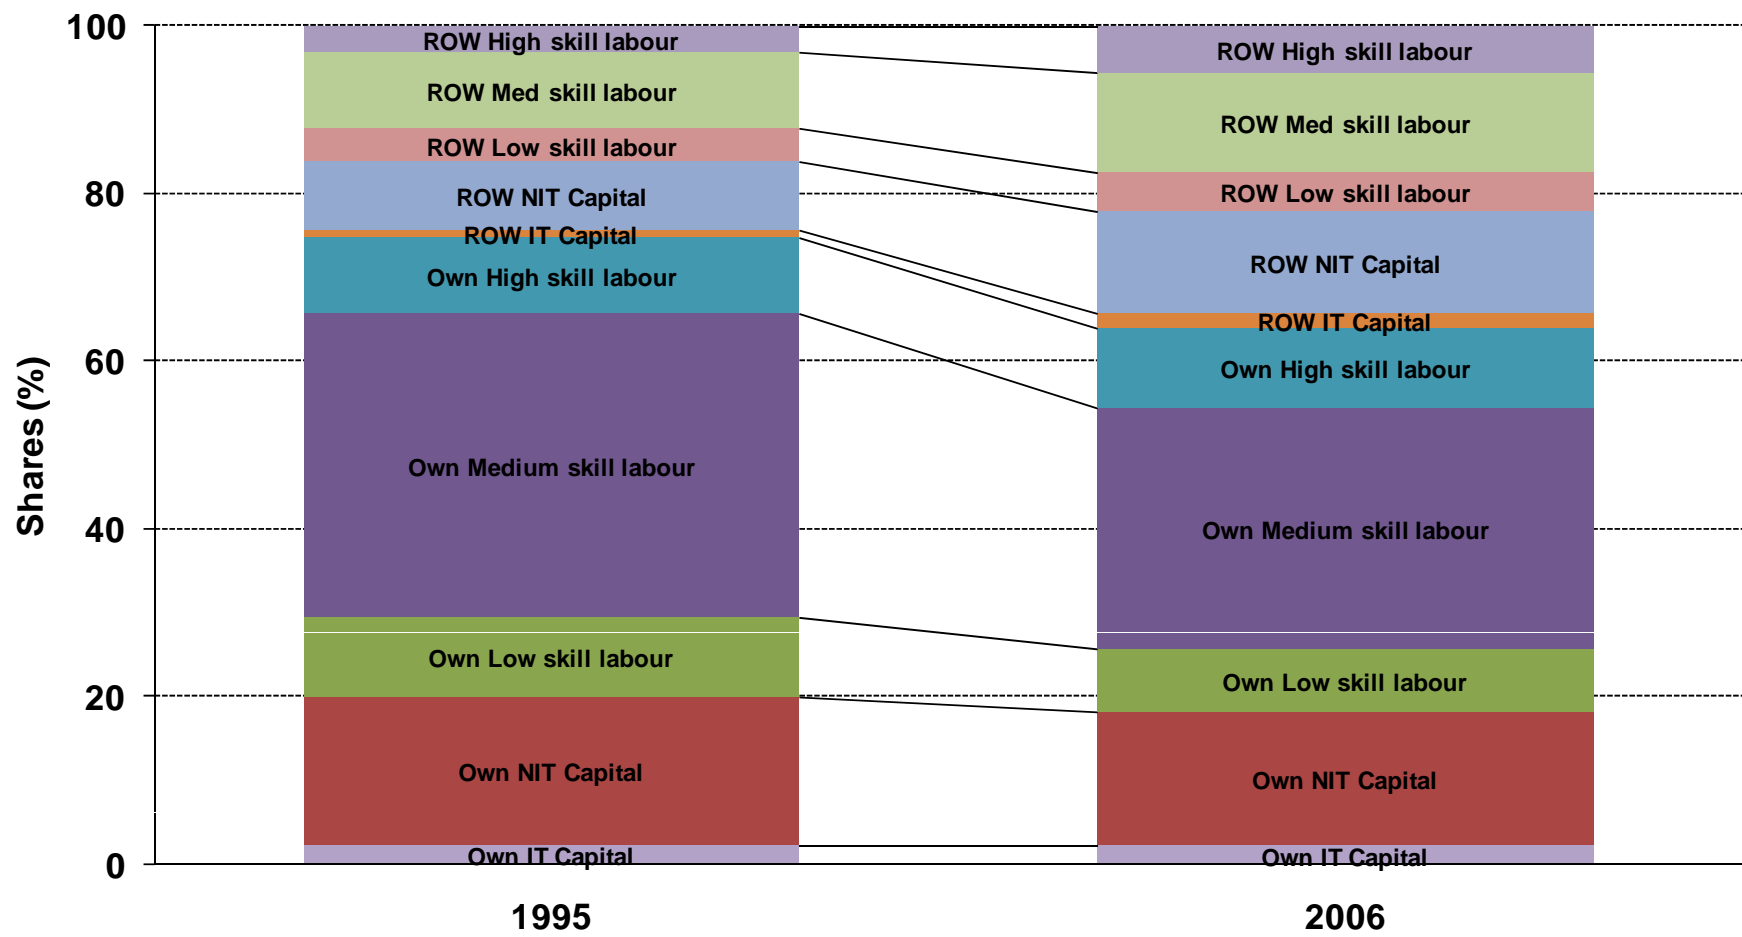 100
80
60
40
20
0
Shares (%)
ROW High skill labour
ROW Med skill labour
ROW Low skill labour
ROW NIT Capital
ROW IT Capital
Own High skill labour
Own Medium skill labour
Own Low skill labour
Own NIT Capital
Own IT Capital
ROW High skill labour
ROW Med skill labour
ROW Low skill labour
ROW NIT Capital
ROW IT Capital
Own High skill labour
Own Medium skill labour
Own Low skill labour
Own NIT Capital
Own IT Capital
1995
2006